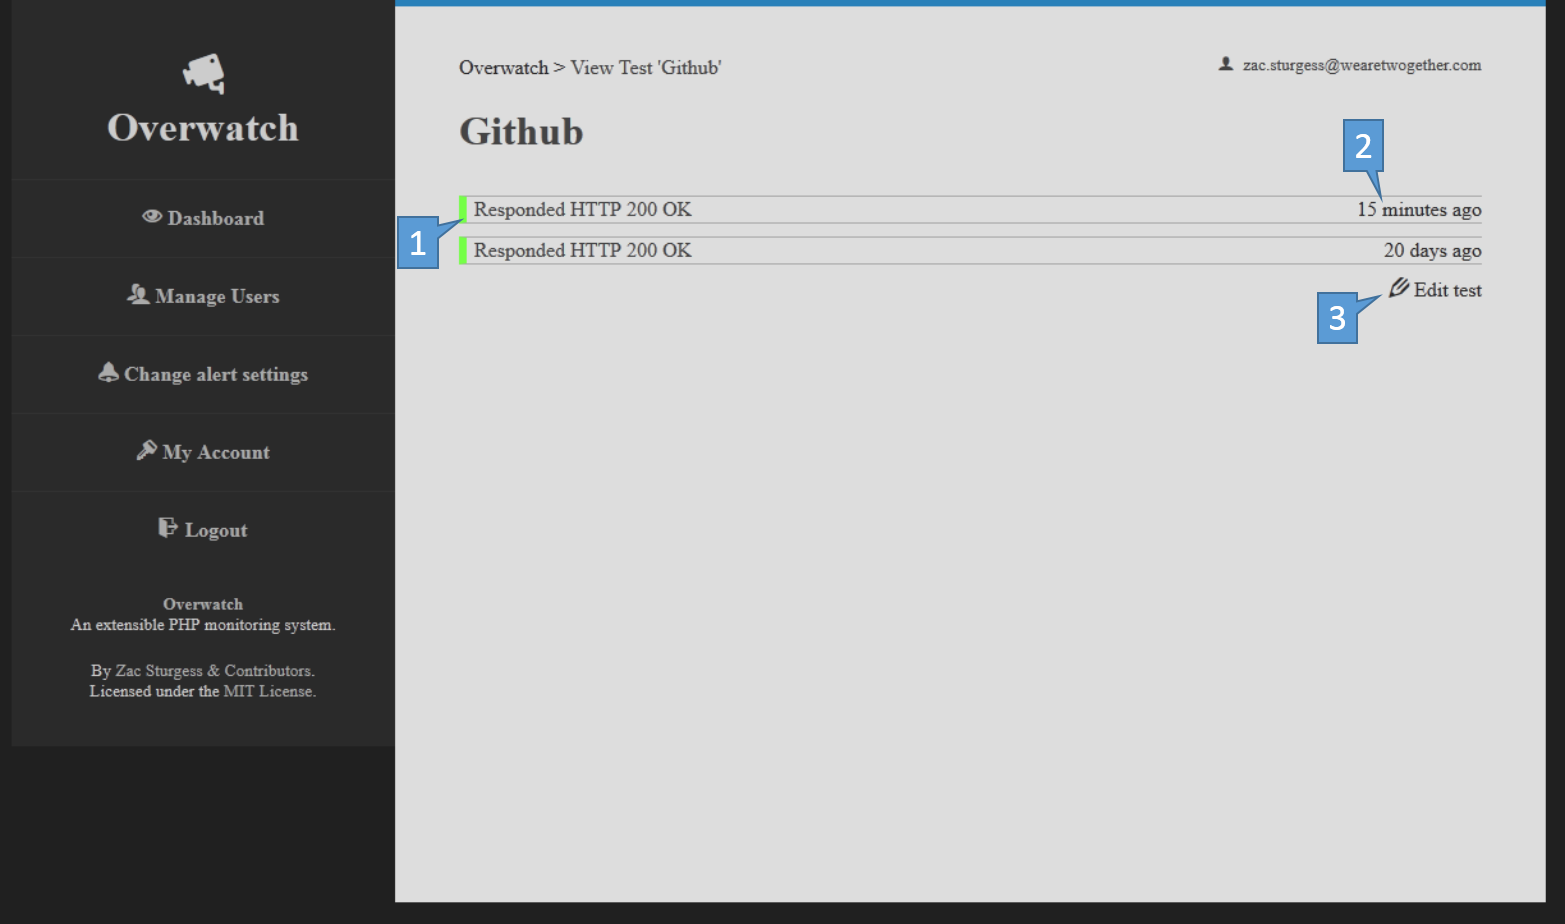 Overwatch
Dashboard
Manage Users
Change alert settings
My Account
Logout
Overwatch
An extensible PHP monitoring system.
By Zac Sturgess & Contributors.
Licensed under the MIT License.
Overwatch > View Test 'Github'
zac.sturgess@wearetwogether.com
Github
2
Responded HTTP 200 OK 15 minutes ago
1
Responded HTTP 200 OK 20 days ago
Edit test
3